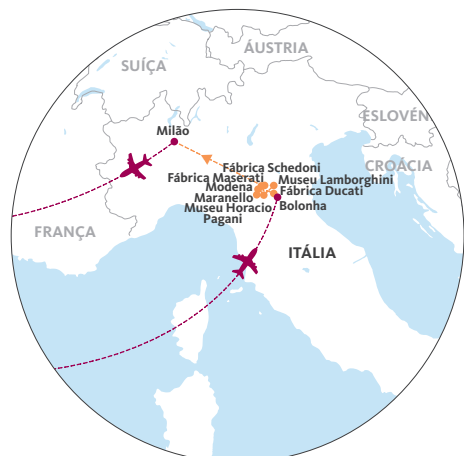 ÁUSTRIA
SUÍÇA
ESLOVÉN
Milão
CROÁCIA
Fábrica Schedoni
Fábrica Maserati
Museu Lamborghini
Modena
Fábrica Ducati
Maranello
Bolonha
Museu Horacio
Pagani
FRANÇA
ITÁLIA